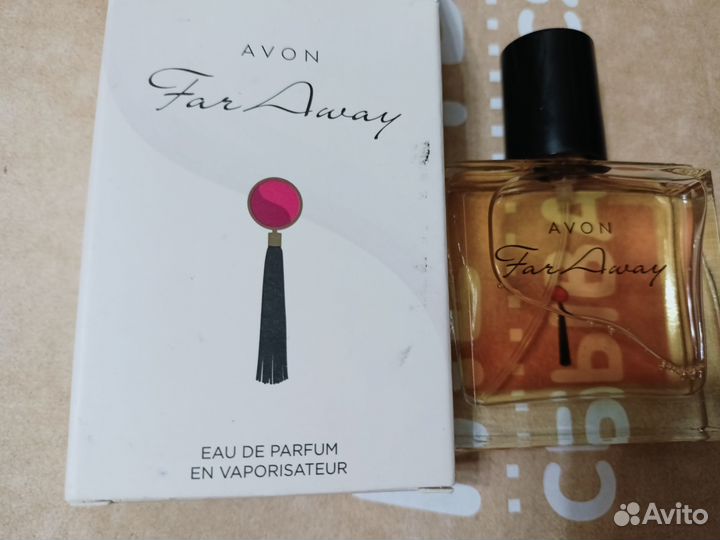 AVON
Far Away
EAU DE PARFUM
EN VAPORISATEUR
AVON
Far Away
Avito